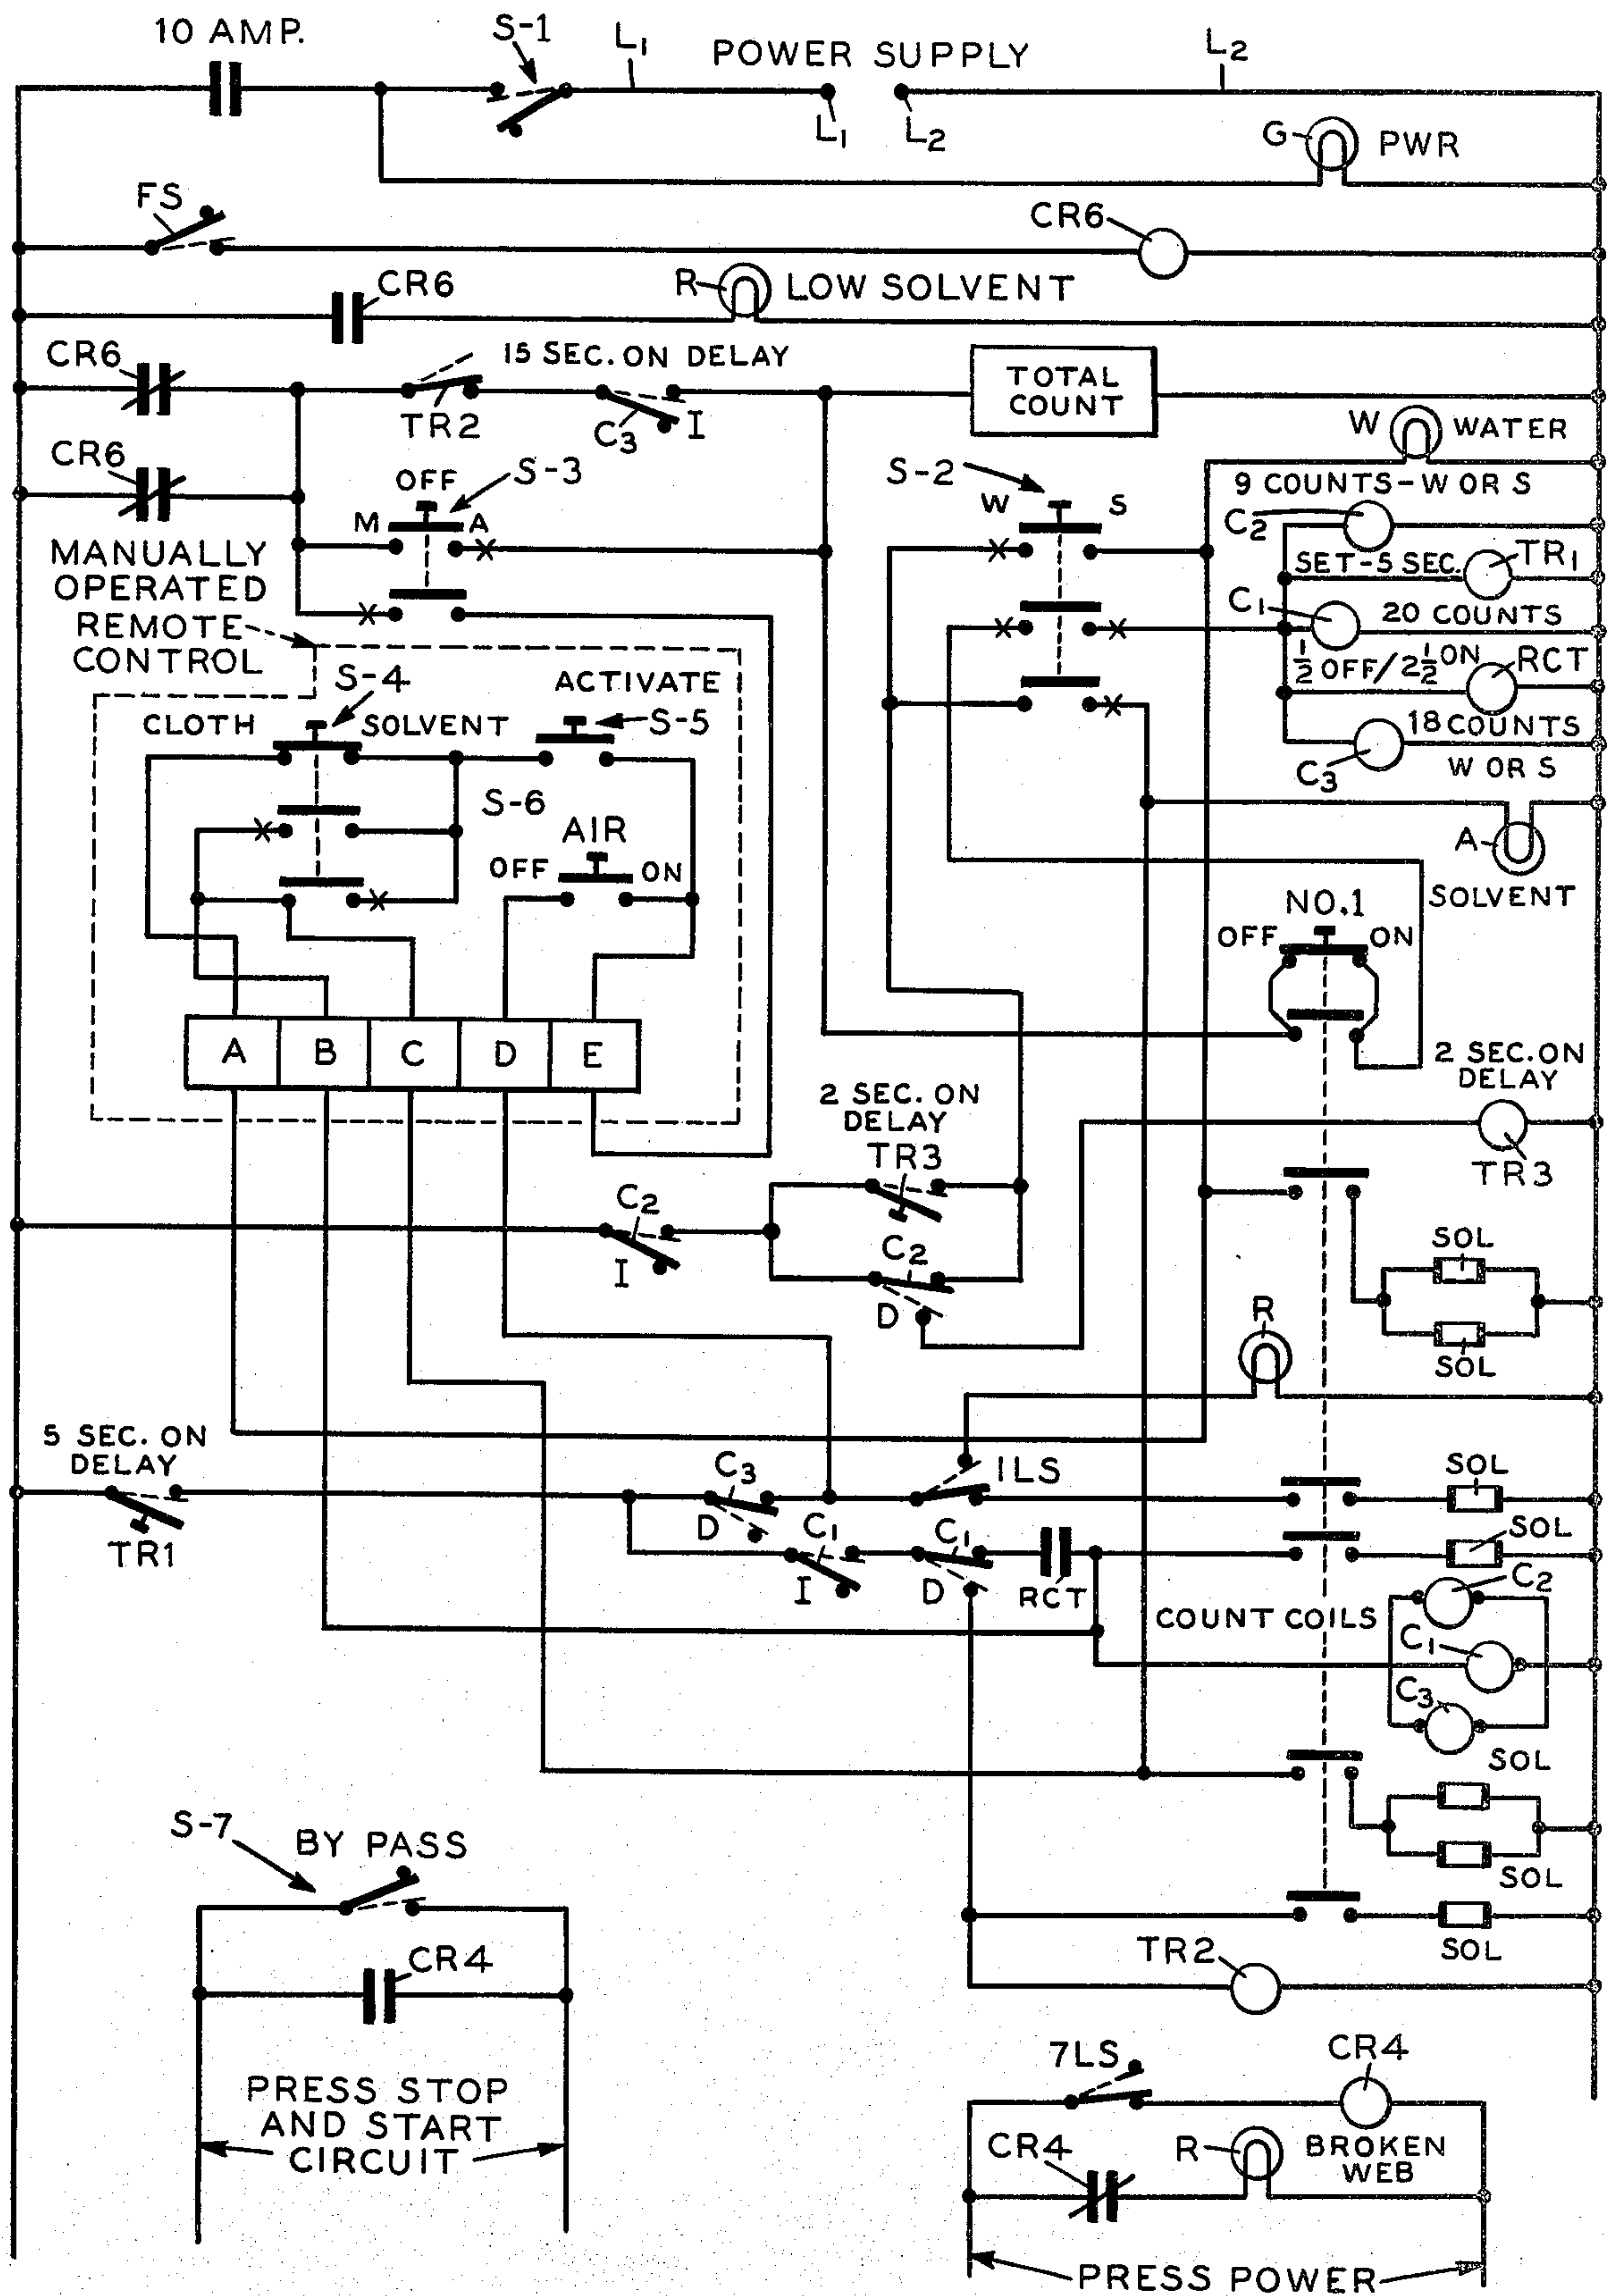 10 AMP.
S-1
L1
POWER SUPPLY
L2
L1
L2
G
PWR
FS
CR6
CR6
R
LOW SOLVENT
CR6
15 SEC. ON DELAY
TR2
C3
I
TOTAL
COUNT
W
WATER
CR6
OFF
S-3
M
A
S-2
W
S
9 COUNTS-W OR S
C2
SET-5 SEC.
TR1
C1
20 COUNTS
1/2 OFF/2 1/2 ON
RCT
18 COUNTS
C3
W OR S
MANUALLY
OPERATED
REMOTE
CONTROL
S-4
ACTIVATE
CLOTH
SOLVENT
S-5
S-6
AIR
OFF
ON
A
SOLVENT
NO.1
OFF
ON
A
B
C
D
E
2 SEC. ON
DELAY
TR3
2 SEC. ON
DELAY
TR3
C2
I
C2
D
SOL
SOL
R
5 SEC. ON
DELAY
TR1
C3
D
1LS
SOL
C1
I
C1
D
RCT
SOL
COUNT COILS
C2
C1
C3
SOL
SOL
S-7
BY PASS
CR4
SOL
TR2
PRESS STOP
AND START
CIRCUIT
7LS
CR4
CR4
R
BROKEN
WEB
PRESS POWER